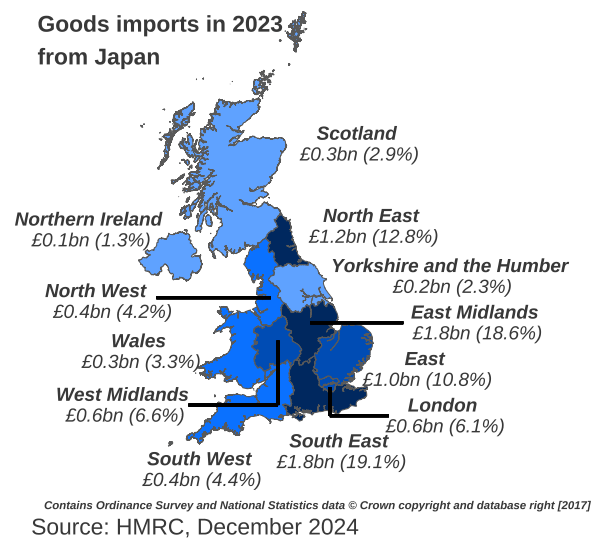 Goods imports in 2023
from Japan
Scotland
£0.3bn (2.9%)
Northern Ireland
£0.1bn (1.3%)
North East
£1.2bn (12.8%)
Yorkshire and the Humber
£0.2bn (2.3%)
North West
£0.4bn (4.2%)
East Midlands
£1.8bn (18.6%)
Wales
£0.3bn (3.3%)
East
£1.0bn (10.8%)
West Midlands
£0.6bn (6.6%)
London
£0.6bn (6.1%)
South East
£1.8bn (19.1%)
South West
£0.4bn (4.4%)
Contains Ordinance Survey and National Statistics data © Crown copyright and database right [2017]
Source: HMRC, December 2024